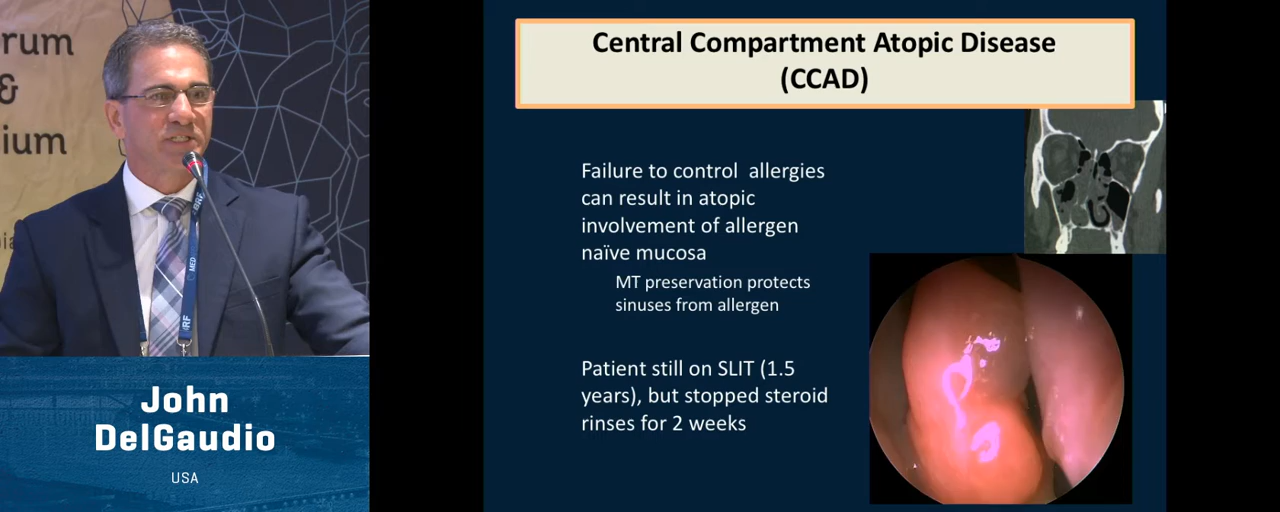 rum
&
ium
MED
IRF
John
DelGaudio
USA
Central Compartment Atopic Disease
(CCAD)
Failure to control allergies
can result in atopic
involvement of allergen
naïve mucosa
MT preservation protects
sinuses from allergen
Patient still on SLIT (1.5
years), but stopped steroid
rinses for 2 weeks